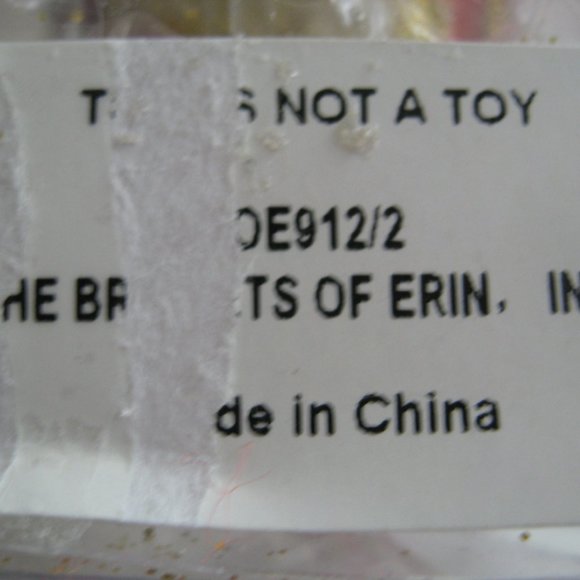 T S NOT A TOY
OE912/2
HE BR TS OF ERIN, IN
de in China